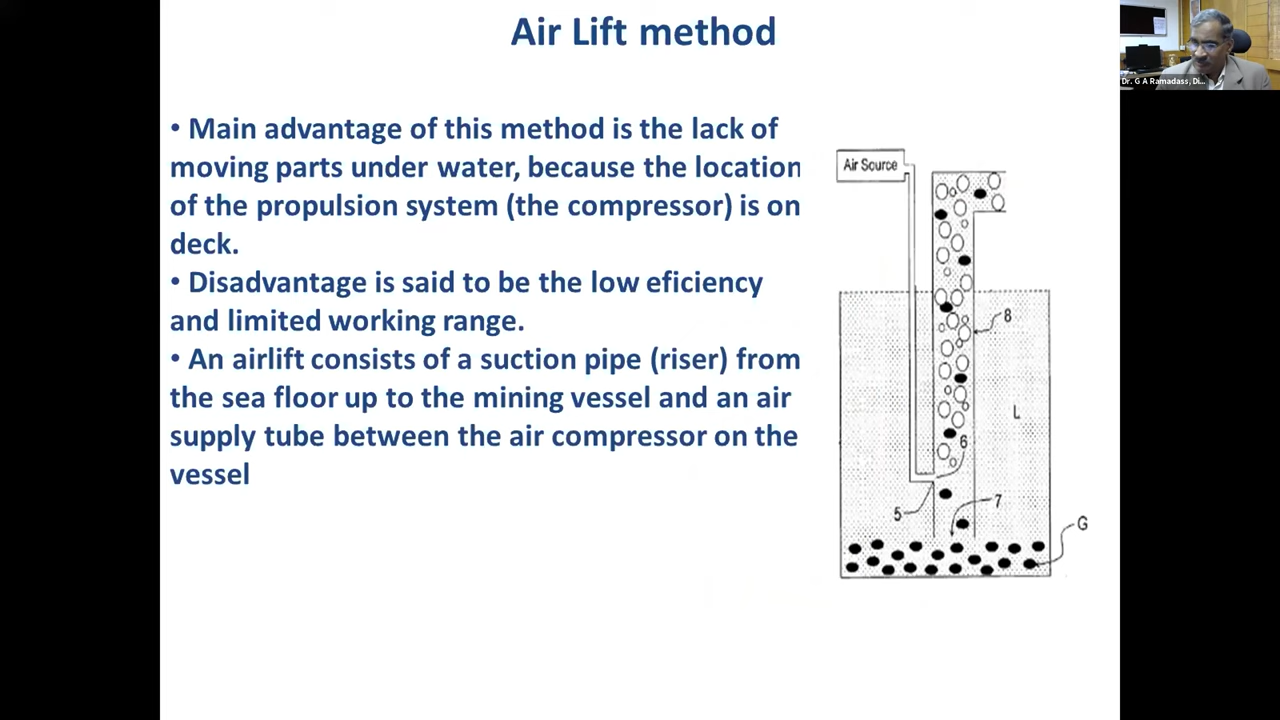 Air Lift method
Dr. G A Ramadass, Di...
• Main advantage of this method is the lack of
moving parts under water, because the location
of the propulsion system (the compressor) is on
deck.
• Disadvantage is said to be the low eficiency
and limited working range.
• An airlift consists of a suction pipe (riser) from
the sea floor up to the mining vessel and an air
supply tube between the air compressor on the
vessel
Air Source
8
L
6
5
7
G